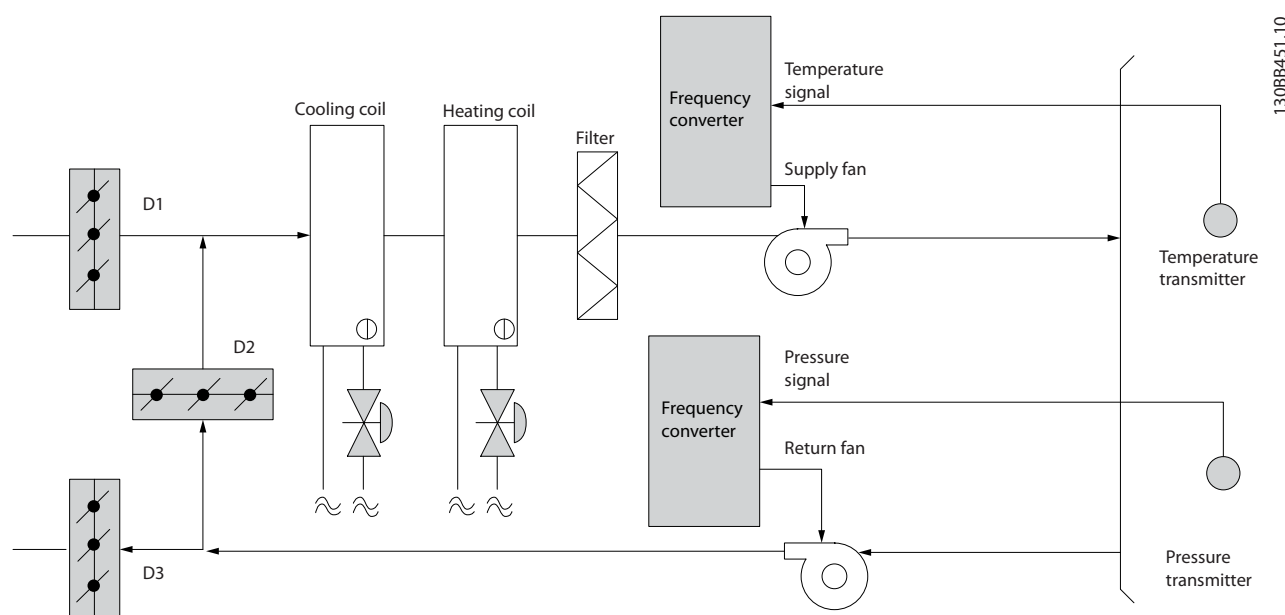 130BB451.10
Temperature
signal
Frequency
converter
Cooling coil
Heating coil
Filter
Supply fan
D1
Temperature
transmitter
D2
Pressure
signal
Frequency
converter
Return fan
D3
Pressure
transmitter